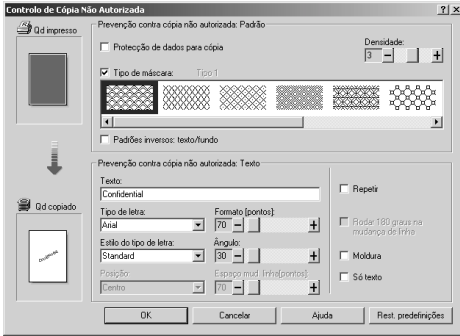 Controlo de Cópia Não Autorizada
Qd impresso
Prevenção contra cópia não autorizada: Padrão
Protecção de dados para cópia
Densidade:
3
Tipo de máscara: Tipo 1
Padrões inversos: texto/fundo
Qd copiado
Prevenção contra cópia não autorizada: Texto
Texto:
Confidential
Tipo de letra: Formato [pontos]:
Arial 70
Estilo do tipo de letra: Ângulo:
Standard 30
Posição: Espaço mud. linha[pontos]:
Centro 70
Repetir
Rodar 180 graus na
mudança de linha
Moldura
Só texto
OK Cancelar Ajuda Rest. predefinições